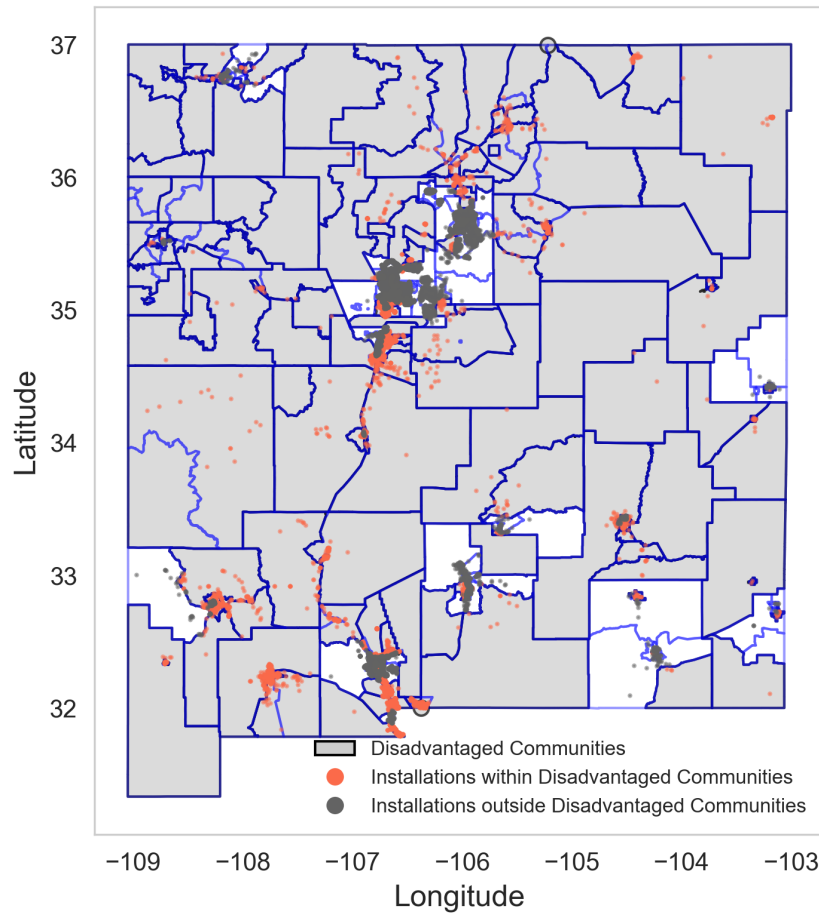 37
36
35
34
33
32
Latitude
Disadvantaged Communities
Installations within Disadvantaged Communities
Installations outside Disadvantaged Communities
−109 −108 −107 −106 −105 −104 −103
Longitude